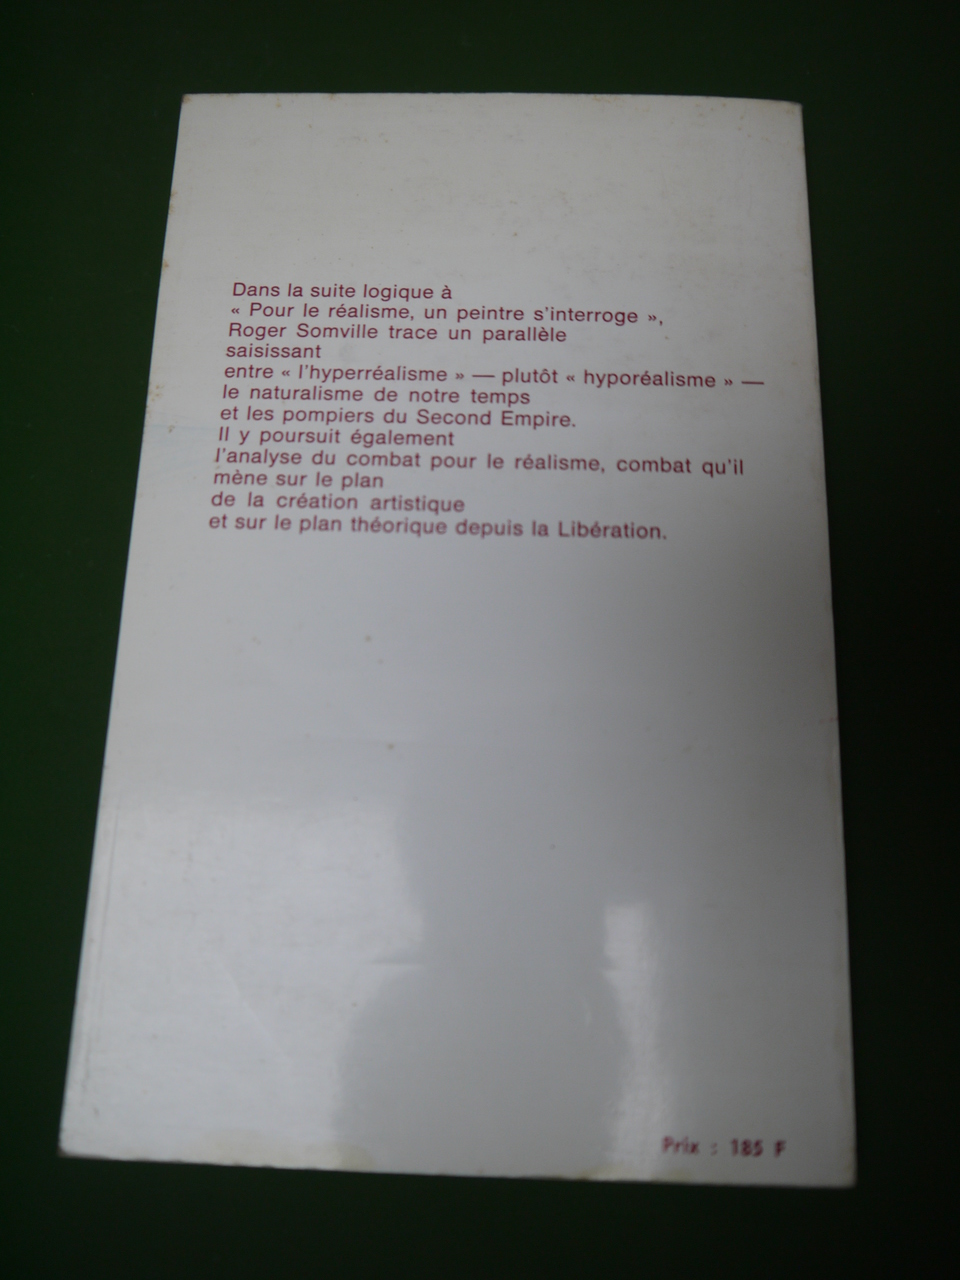 Dans la suite logique à
« Pour le réalisme, un peintre s'interroge »,
Roger Somville trace un parallèle
saisissant
entre « l'hyperréalisme » — plutôt « hyporéalisme » —
le naturalisme de notre temps
et les pompiers du Second Empire.
Il y poursuit également
l'analyse du combat pour le réalisme, combat qu'il
mène sur le plan
de la création artistique
et sur le plan théorique depuis la Libération.
Prix : 185 F